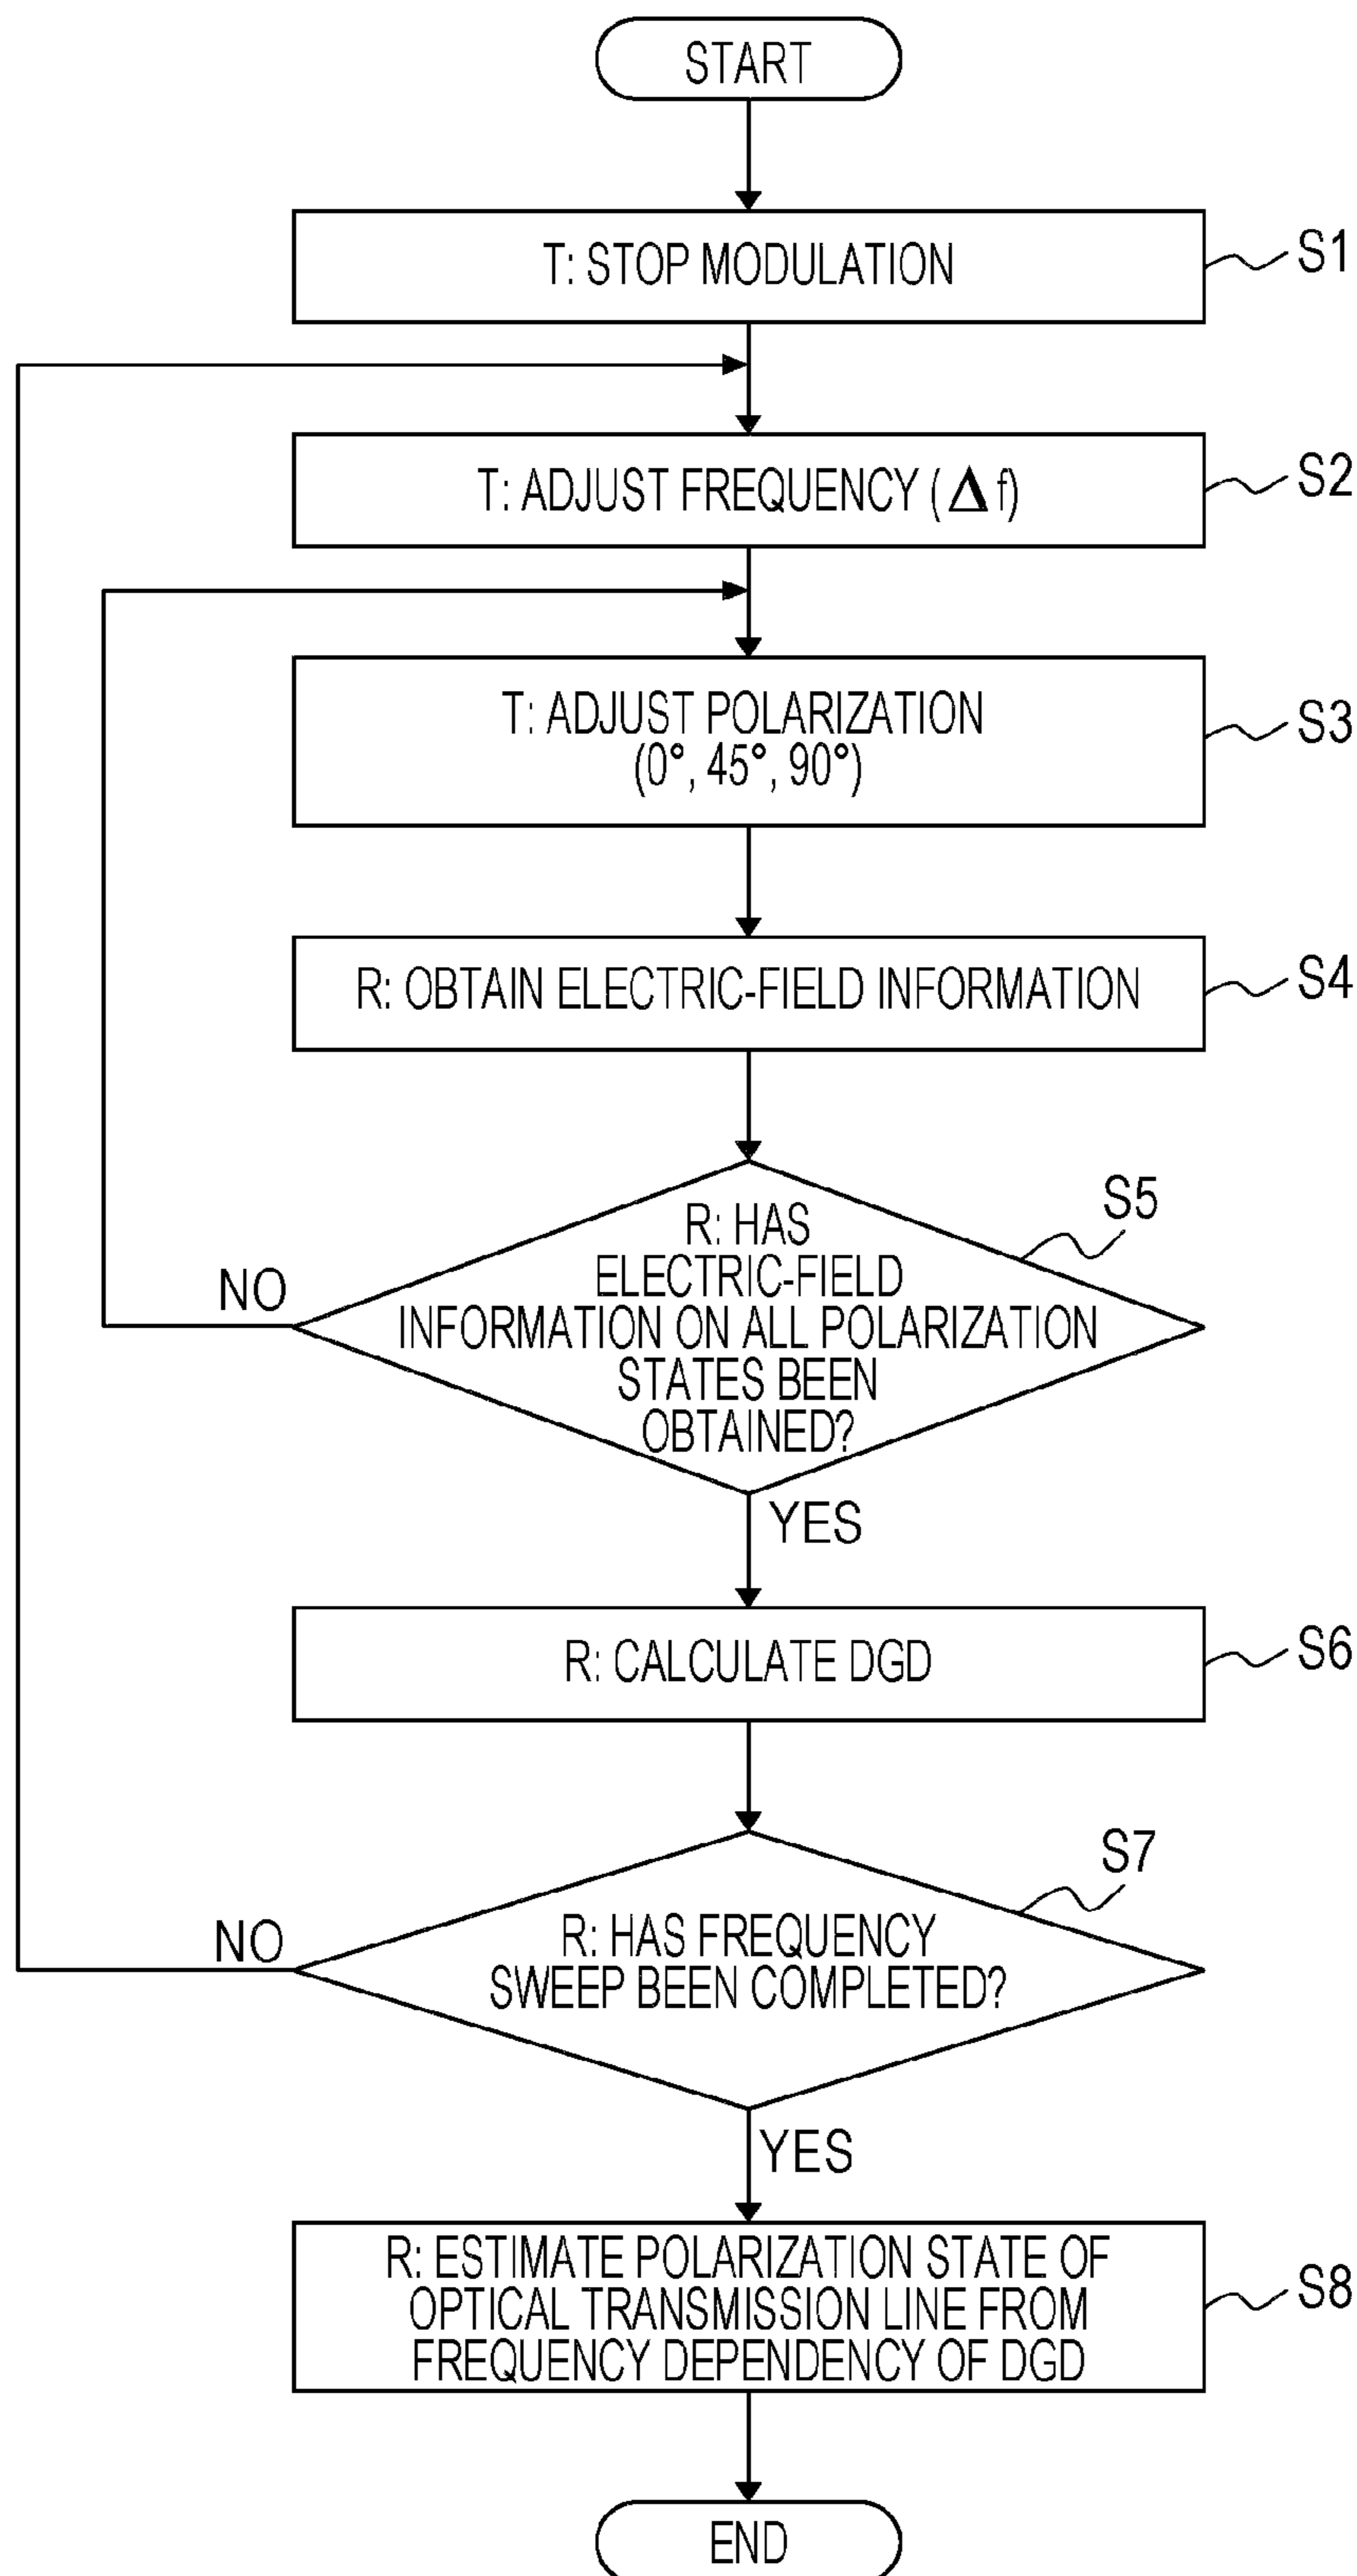 START
T: STOP MODULATION
S1
T: ADJUST FREQUENCY (Δf)
S2
T: ADJUST POLARIZATION
(0°, 45°, 90°)
S3
R: OBTAIN ELECTRIC-FIELD INFORMATION
S4
R: HAS
ELECTRIC-FIELD
INFORMATION ON ALL POLARIZATION
STATES BEEN
OBTAINED?
S5
NO
YES
R: CALCULATE DGD
S6
R: HAS FREQUENCY
SWEEP BEEN COMPLETED?
S7
NO
YES
R: ESTIMATE POLARIZATION STATE OF
OPTICAL TRANSMISSION LINE FROM
FREQUENCY DEPENDENCY OF DGD
S8
END